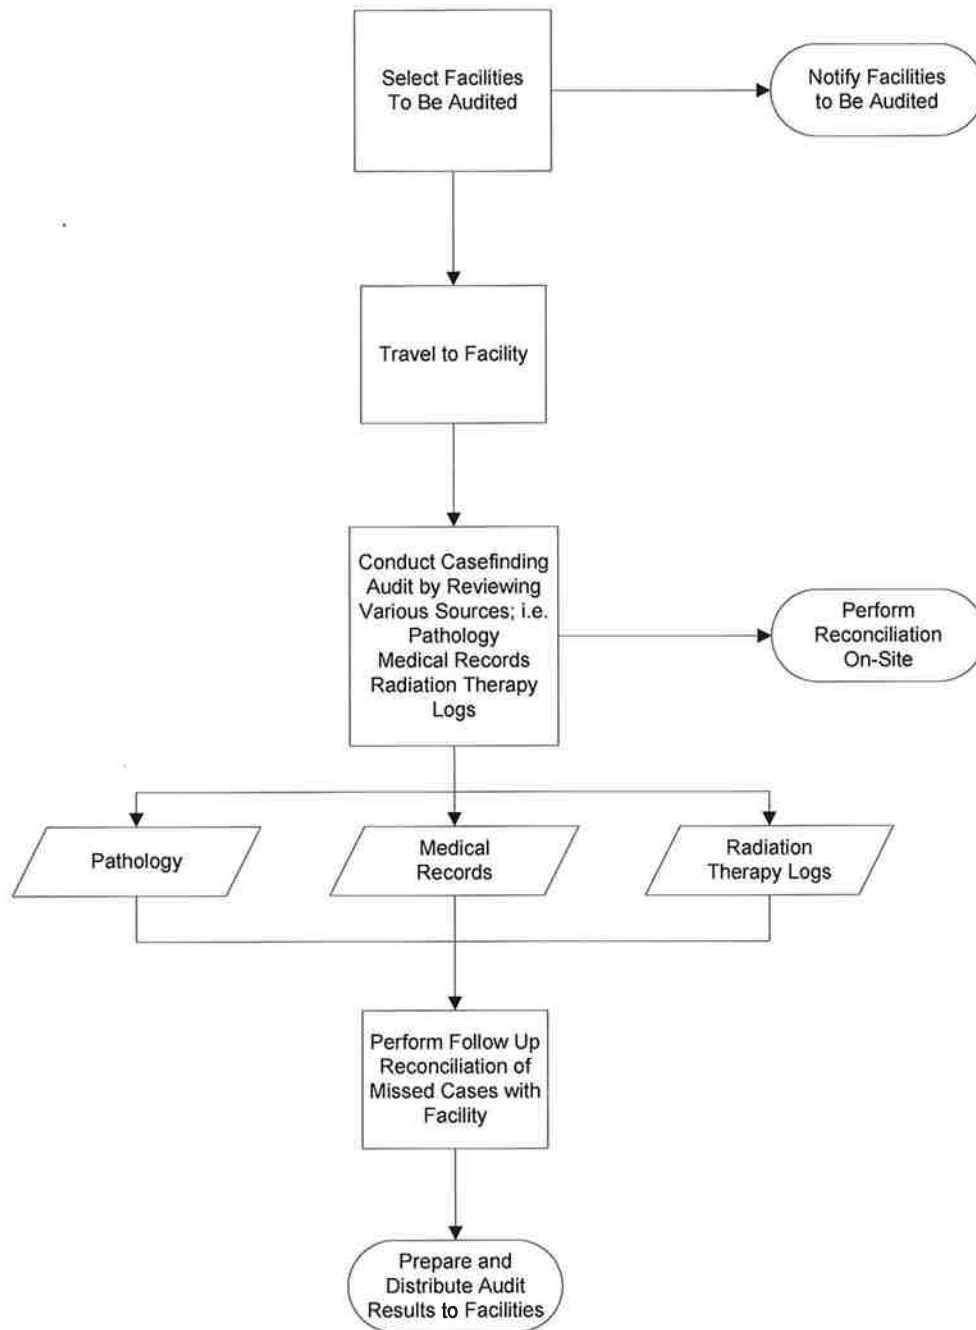 Select Facilities
To Be Audited
Notify Facilities
to Be Audited
Travel to Facility
Conduct Casefinding
Audit by Reviewing
Various Sources; i.e.
Pathology
Medical Records
Radiation Therapy
Logs
Perform
Reconciliation
On-Site
Pathology
Medical
Records
Radiation
Therapy Logs
Perform Follow Up
Reconciliation of
Missed Cases with
Facility
Prepare and
Distribute Audit
Results to Facilities